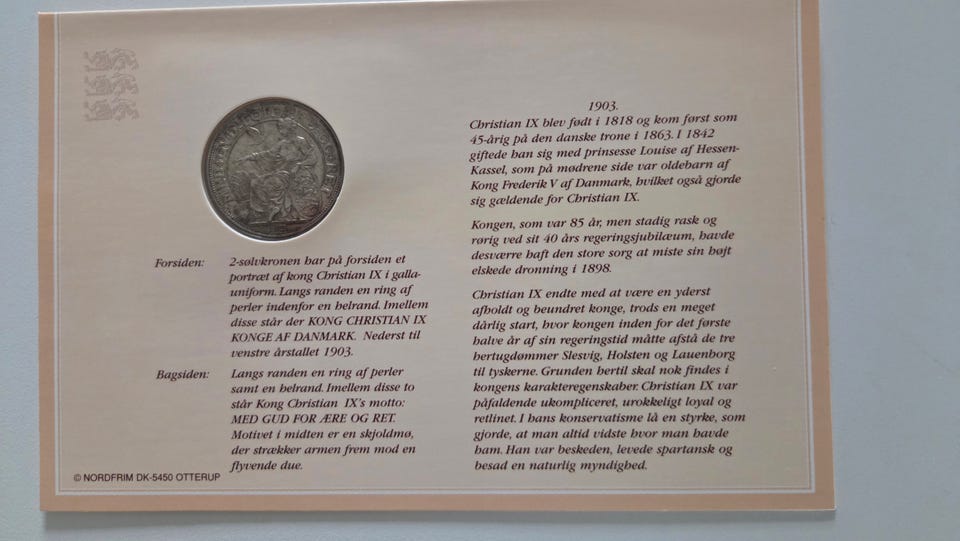 Forsiden:
2-sølvkronen har på forsiden et
portræt af kong Christian IX i galla-
uniform. Langs randen en ring af
perler indenfor en helrand. Imellem
disse står der KONG CHRISTIAN IX
KONGE AF DANMARK. Nederst til
venstre årstallet 1903.
Bagsiden:
Langs randen en ring af perler
samt en helrand. Imellem disse to
står Kong Christian IX's motto:
MED GUD FOR ÆRE OG RET.
Motivet i midten er en skjoldmø,
der strækker armen frem mod en
flyvende due.
© NORDFRIM DK-5450 OTTERUP
1903.
Christian IX blev født i 1818 og kom først som
45-årig på den danske trone i 1863. I 1842
giftede han sig med prinsesse Louise af Hessen-
Kassel, som på mødrene side var oldebarn af
Kong Frederik V af Danmark, hvilket også gjorde
sig gældende for Christian IX.
Kongen, som var 85 år, men stadig rask og
rørig ved sit 40 års regeringsjubilæum, havde
desværre haft den store sorg at miste sin højt
elskede dronning i 1898.
Christian IX endte med at være en yderst
afholdt og beundret konge, trods en meget
dårlig start, hvor kongen inden for det første
halve år af sin regeringstid måtte afstå de tre
hertugdømmer Slesvig, Holsten og Lauenborg
til tyskerne. Grunden hertil skal nok findes i
kongens karakteregenskaber. Christian IX var
påfaldende ukompliceret, urokkeligt loyal og
retlinet. I hans konservatisme lå en styrke, som
gjorde, at man altid vidste hvor man havde
ham. Han var beskeden, levede spartansk og
besad en naturlig myndighed.